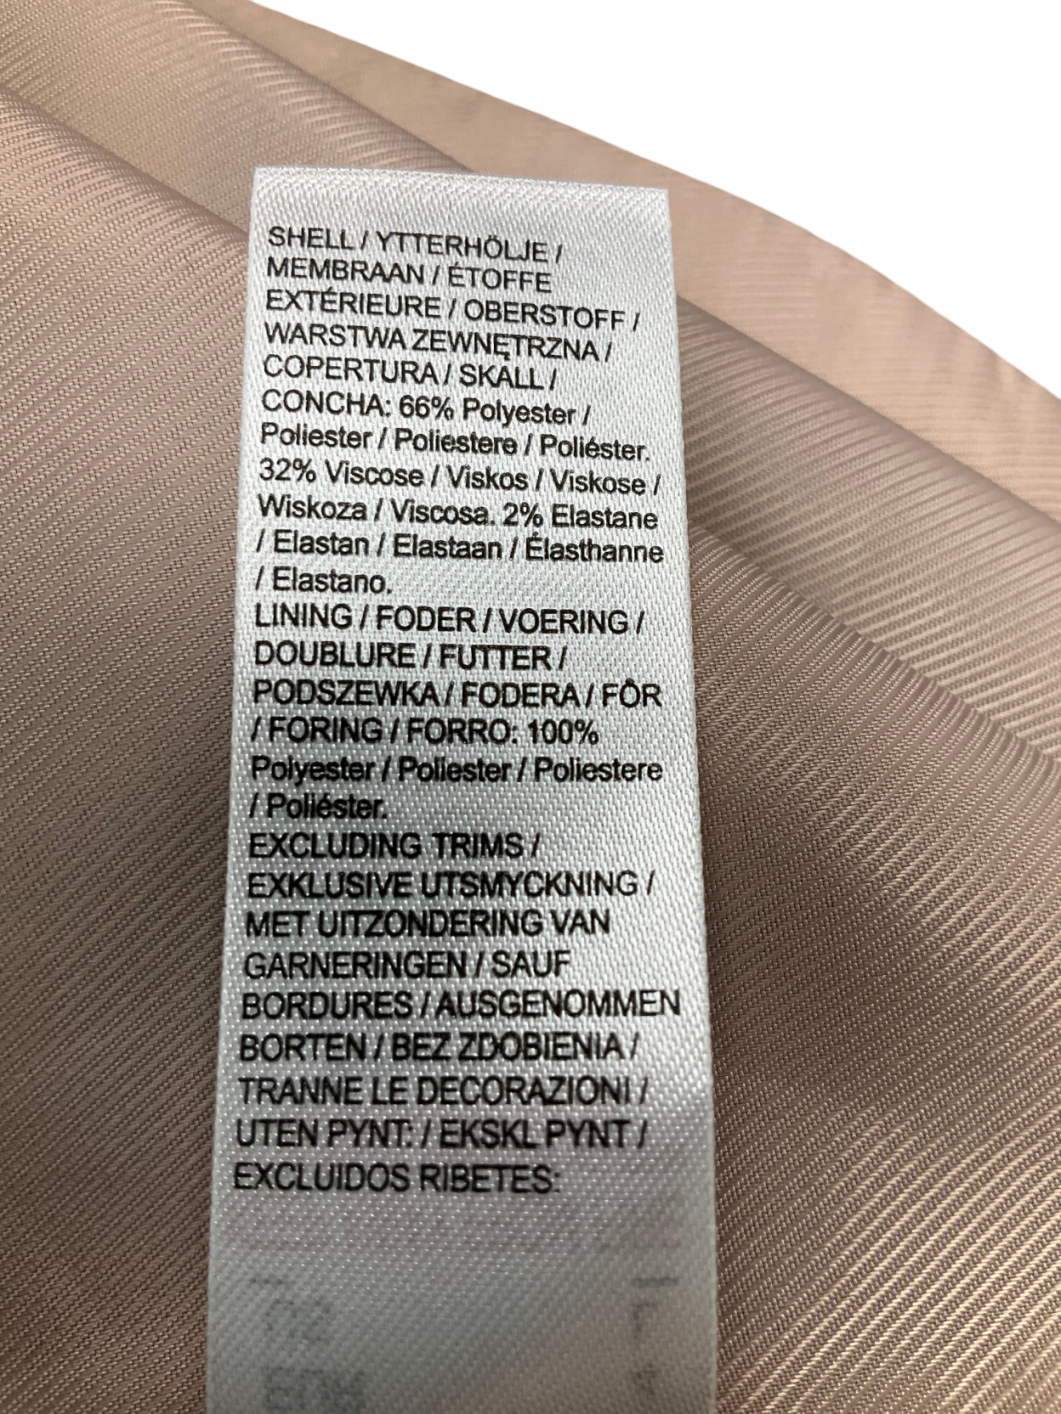 SHELL / YTTERHÖLJE /
MEMBRAAN / ÉTOFFE
EXTÉRIEURE / OBERSTOFF /
WARSTWA ZEWNĘTRZNA /
COPERTURA / SKALL /
CONCHA: 66% Polyester /
Poliester / Poliestere / Poliéster.
32% Viscose / Viskos / Viskose /
Wiskoza / Viscosa. 2% Elastane
/ Elastan / Elastaan / Élasthanne
/ Elastano.
LINING / FODER / VOERING /
DOUBLURE / FUTTER /
PODSZEWKA / FODERA / FÔR
/ FORING / FORRO: 100%
Polyester / Poliester / Poliestere
/ Poliéster.
EXCLUDING TRIMS /
EXKLUSIVE UTSMYCKNING /
MET UITZONDERING VAN
GARNERINGEN / SAUF
BORDURES / AUSGENOMMEN
BORTEN / BEZ ZDOBIENIA /
TRANNE LE DECORAZIONI /
UTEN PYNT: / EKSKL PYNT /
EXCLUIDOS RIBETES: